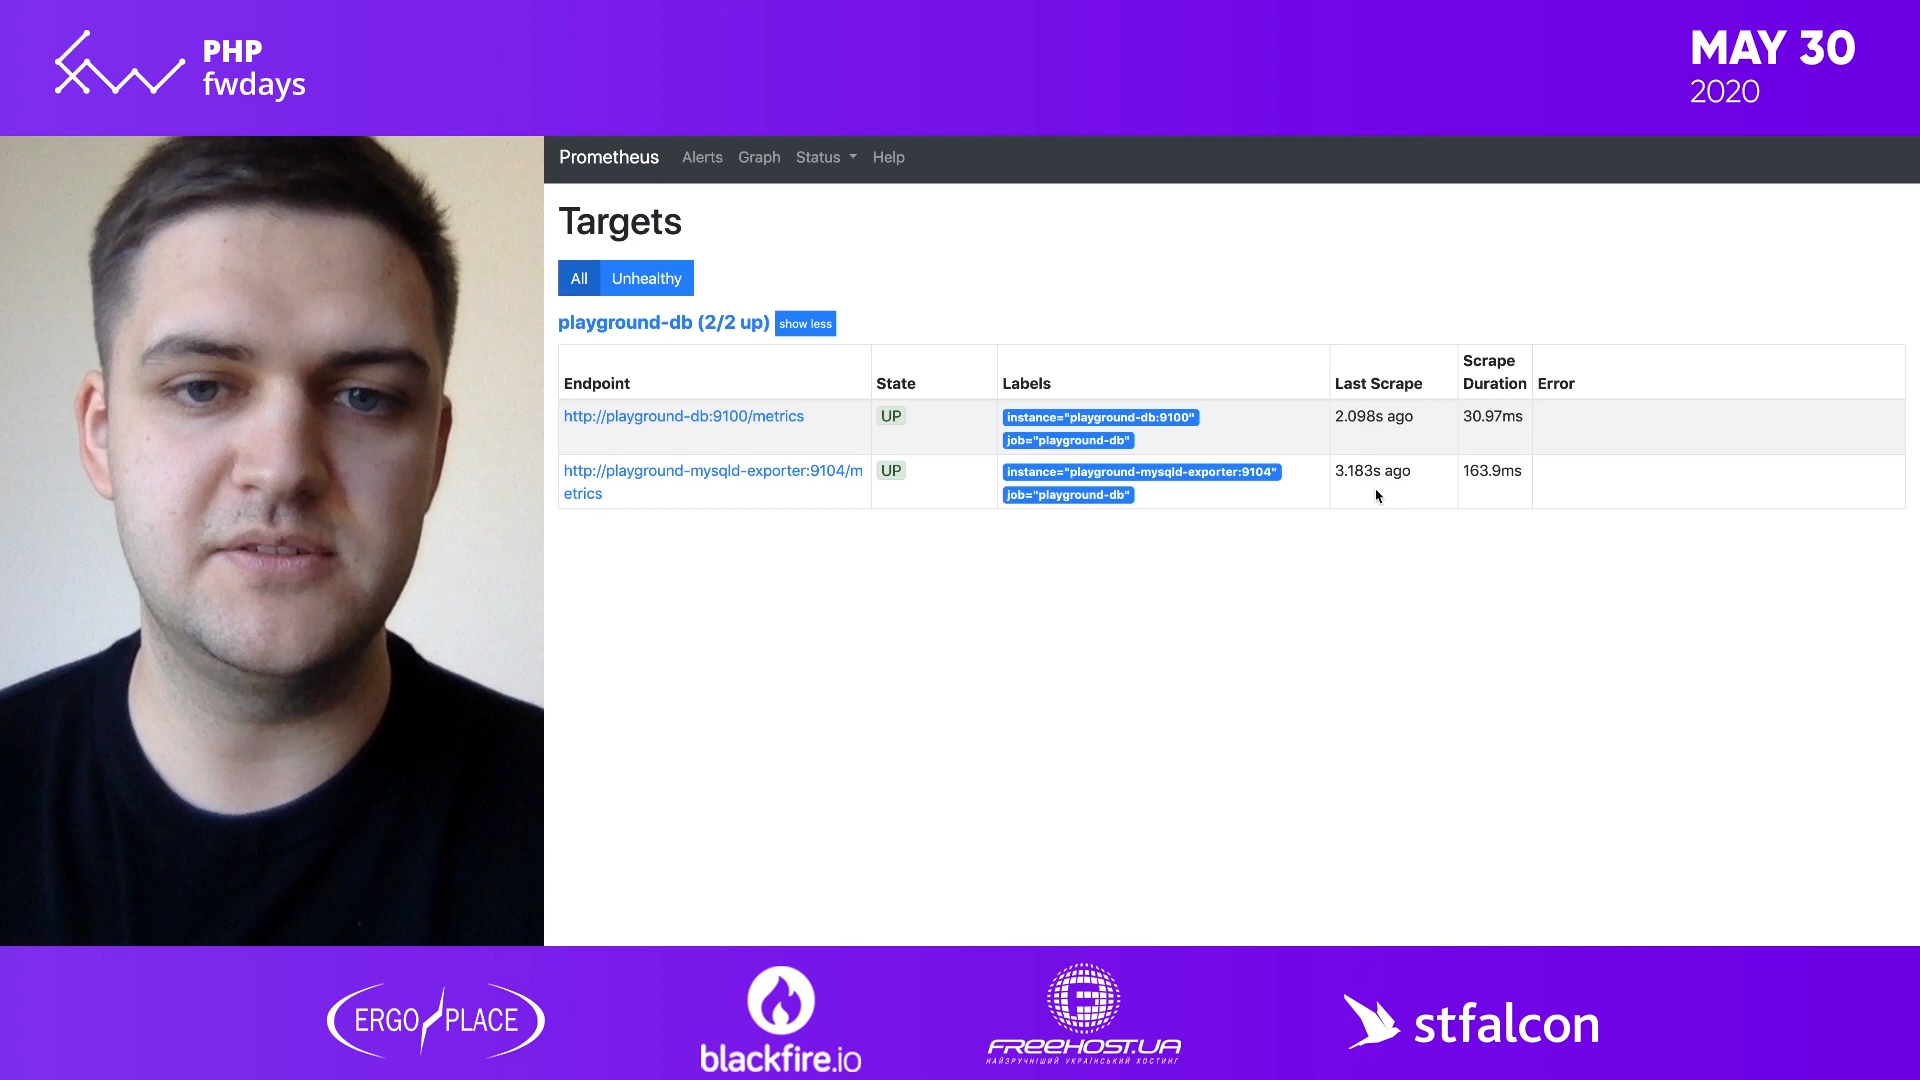 PHP
fwdays
MAY 30
2020
Prometheus Alerts Graph Status Help
Targets
All Unhealthy
playground-db (2/2 up) show less
Endpoint State Labels Last Scrape Scrape Duration Error
http://playground-db:9100/metrics UP instance="playground-db:9100" 2.098s ago 30.97ms
job="playground-db"
http://playground-mysqld-exporter:9104/m UP instance="playground-mysqld-exporter:9104" 3.183s ago 163.9ms
etrics job="playground-db"
ERGO PLACE
blackfire.io
FREEHOST.UA
НАЙЗРУЧНІШИЙ УКРАЇНСЬКИЙ ХОСТИНГ
stfalcon